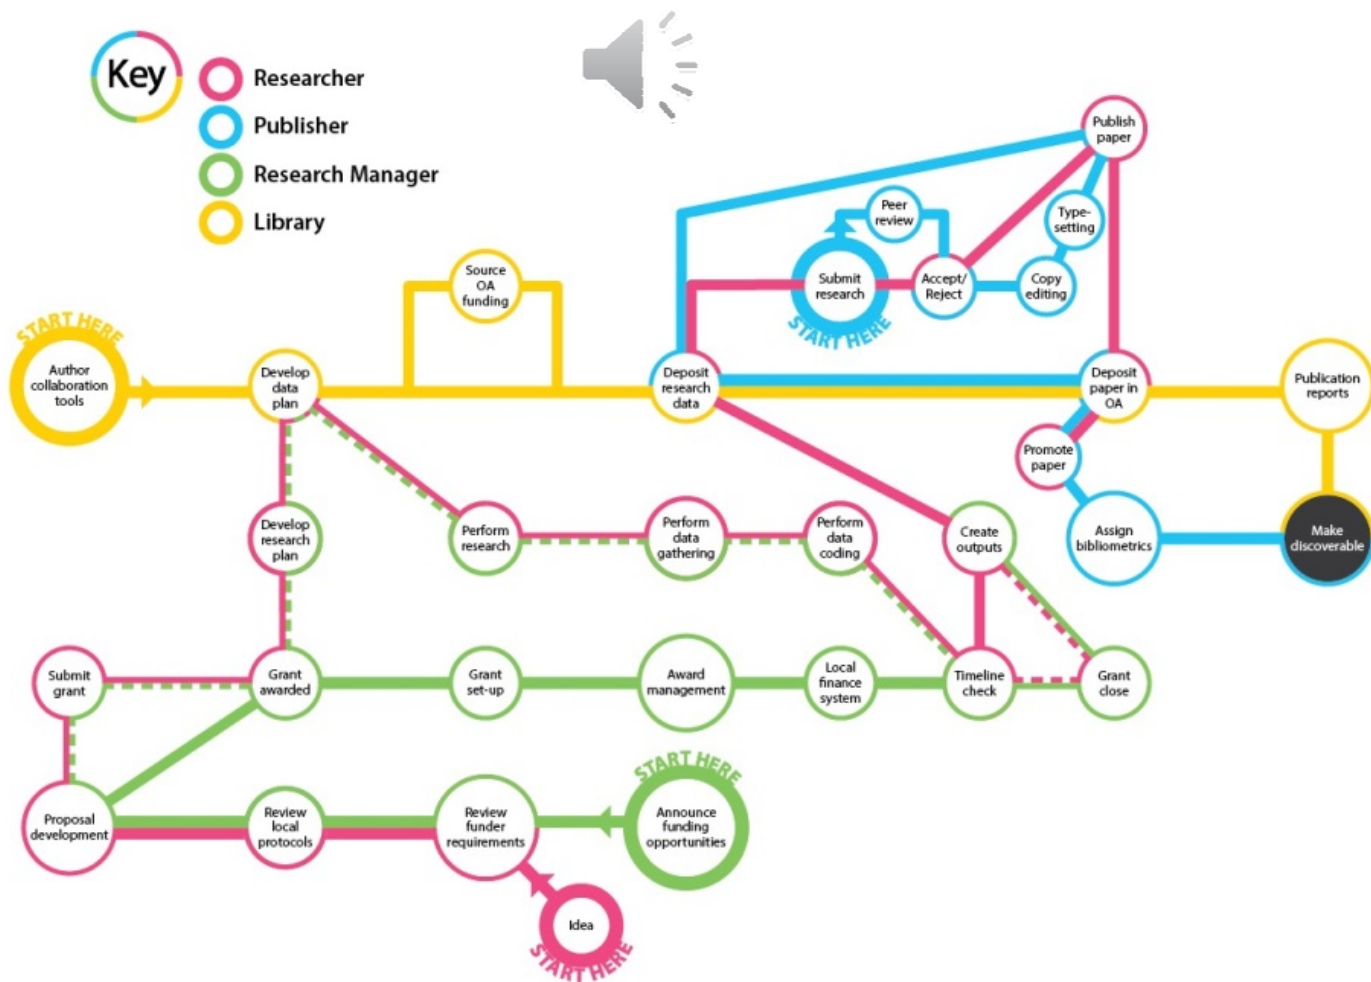 Key
Researcher
Publisher
Research Manager
Library
Publish
paper
Peer
review
Type-
setting
Submit
research
START HERE
Accept/
Reject
Copy
editing
Source
OA
funding
START HERE
Author
collaboration
tools
Develop
data
plan
Deposit
research
data
Deposit
paper in
OA
Publication
reports
Promote
paper
Develop
research
plan
Perform
research
Perform
data
gathering
Perform
data
coding
Create
outputs
Assign
bibliometrics
Make
discoverable
Submit
grant
Grant
awarded
Grant
set-up
Award
management
Local
finance
system
Timeline
check
Grant
close
Proposal
development
Review
local
protocols
Review
funder
requirements
START HERE
Announce
funding
opportunities
Idea
START HERE